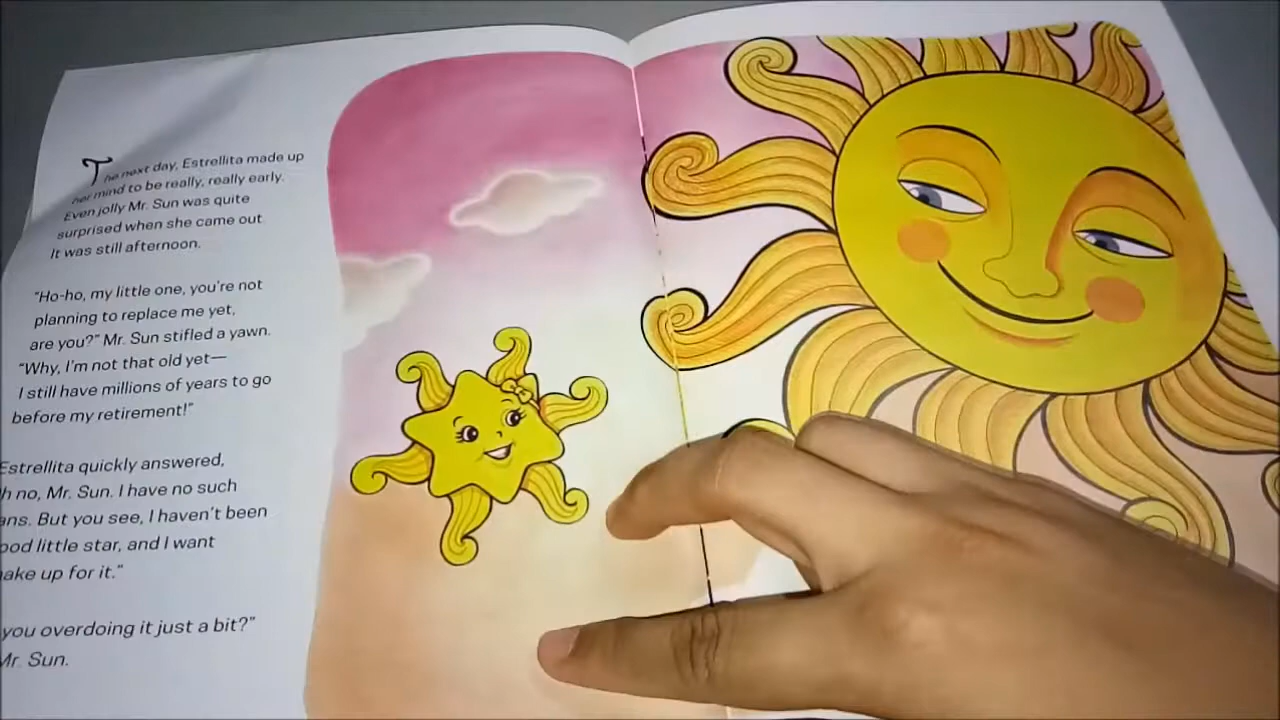 The next day, Estrellita made up
her mind to be really, really early.
Even jolly Mr. Sun was quite
surprised when she came out
It was still afternoon.
"Ho-ho, my little one, you're not
planning to replace me yet,
are you?" Mr. Sun stifled a yawn.
"Why, I'm not that old yet—
I still have millions of years to go
before my retirement!"
Estrellita quickly answered,
h no, Mr. Sun. I have no such
ans. But you see, I haven't been
ood little star, and I want
ake up for it."
you overdoing it just a bit?"
Mr. Sun.